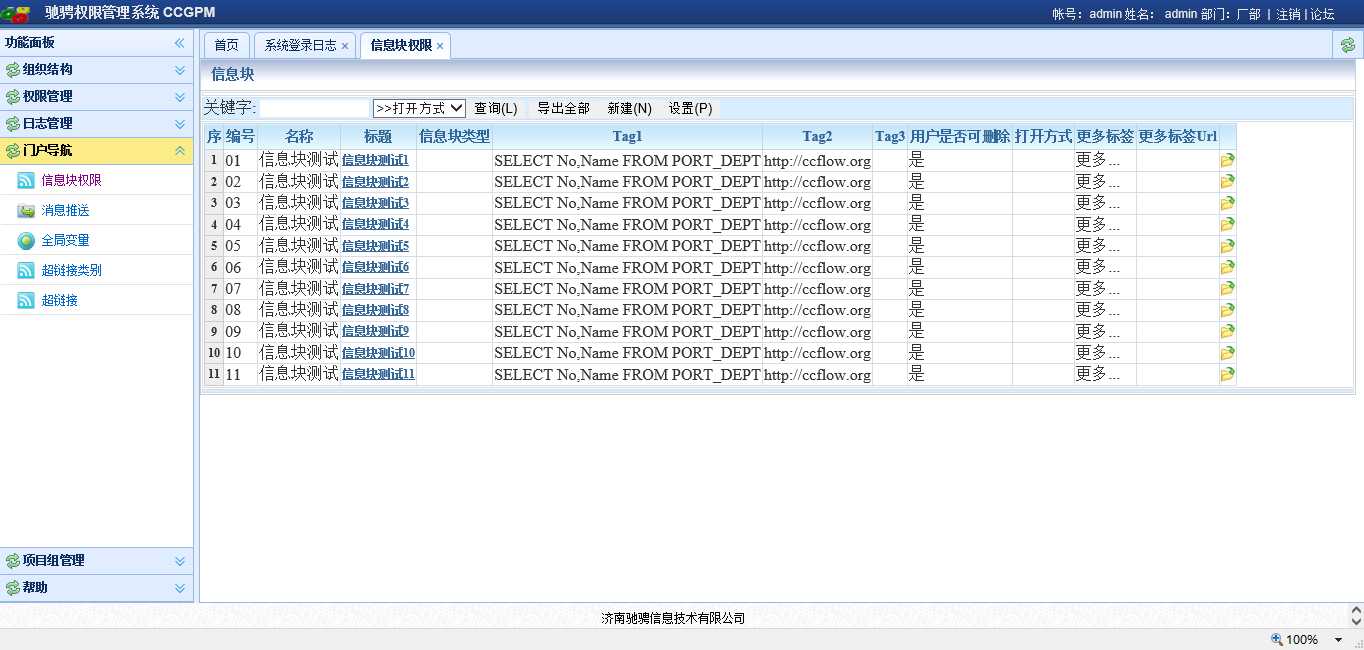 驰骋权限管理系统 CCGPM
帐号: admin 姓名: admin 部门: 厂部 | 注销 | 论坛
功能面板
组织结构
权限管理
日志管理
门户导航
信息块权限
消息推送
全局变量
超链接类别
超链接
项目组管理
帮助
首页 系统登录日志 × 信息块权限 ×
信息块
关键字: >>打开方式 查询(L) 导出全部 新建(N) 设置(P)
序 编号 名称 标题 信息块类型 Tag1 Tag2 Tag3 用户是否可删除 打开方式 更多标签 更多标签Url
1 01 信息块测试 信息块测试1 SELECT No,Name FROM PORT_DEPT http://ccflow.org 是 更多...
2 02 信息块测试 信息块测试2 SELECT No,Name FROM PORT_DEPT http://ccflow.org 是 更多...
3 03 信息块测试 信息块测试3 SELECT No,Name FROM PORT_DEPT http://ccflow.org 是 更多...
4 04 信息块测试 信息块测试4 SELECT No,Name FROM PORT_DEPT http://ccflow.org 是 更多...
5 05 信息块测试 信息块测试5 SELECT No,Name FROM PORT_DEPT http://ccflow.org 是 更多...
6 06 信息块测试 信息块测试6 SELECT No,Name FROM PORT_DEPT http://ccflow.org 是 更多...
7 07 信息块测试 信息块测试7 SELECT No,Name FROM PORT_DEPT http://ccflow.org 是 更多...
8 08 信息块测试 信息块测试8 SELECT No,Name FROM PORT_DEPT http://ccflow.org 是 更多...
9 09 信息块测试 信息块测试9 SELECT No,Name FROM PORT_DEPT http://ccflow.org 是 更多...
10 10 信息块测试 信息块测试10 SELECT No,Name FROM PORT_DEPT http://ccflow.org 是 更多...
11 11 信息块测试 信息块测试11 SELECT No,Name FROM PORT_DEPT http://ccflow.org 是 更多...
济南驰骋信息技术有限公司
100%